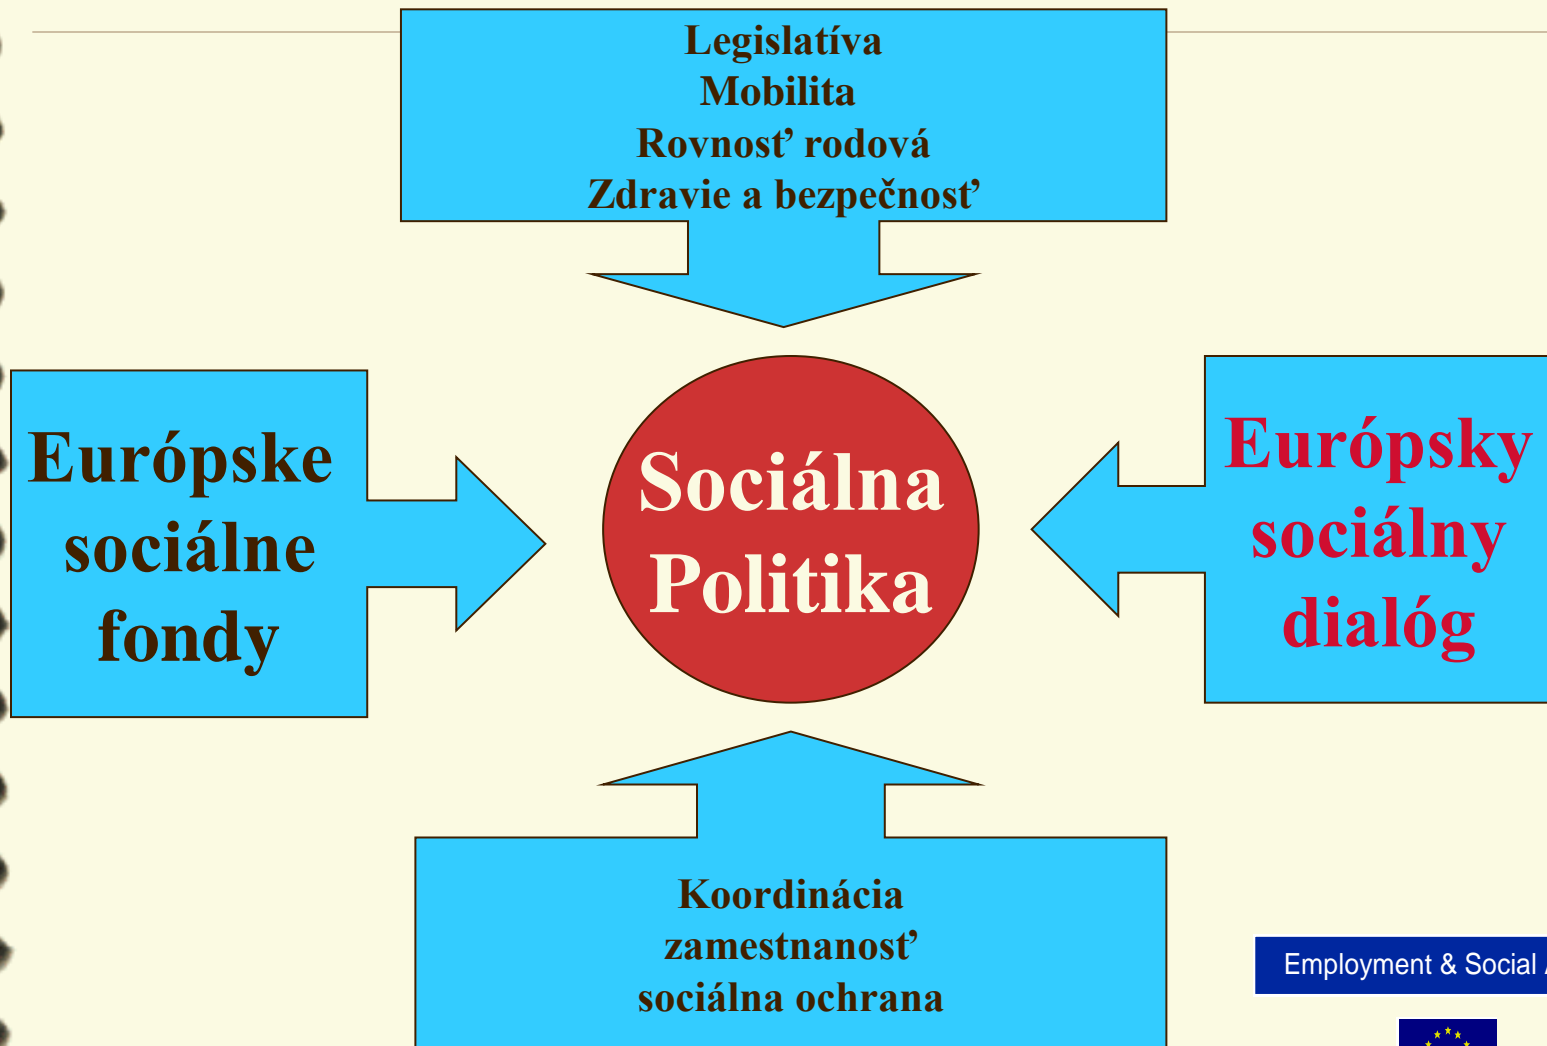 Legislatíva
Mobilita
Rovnosť rodová
Zdravie a bezpečnosť
Európske
sociálne
fondy
Sociálna
Politika
Európsky
sociálny
dialóg
Koordinácia
zamestnanosť
sociálna ochrana
Employment & Social